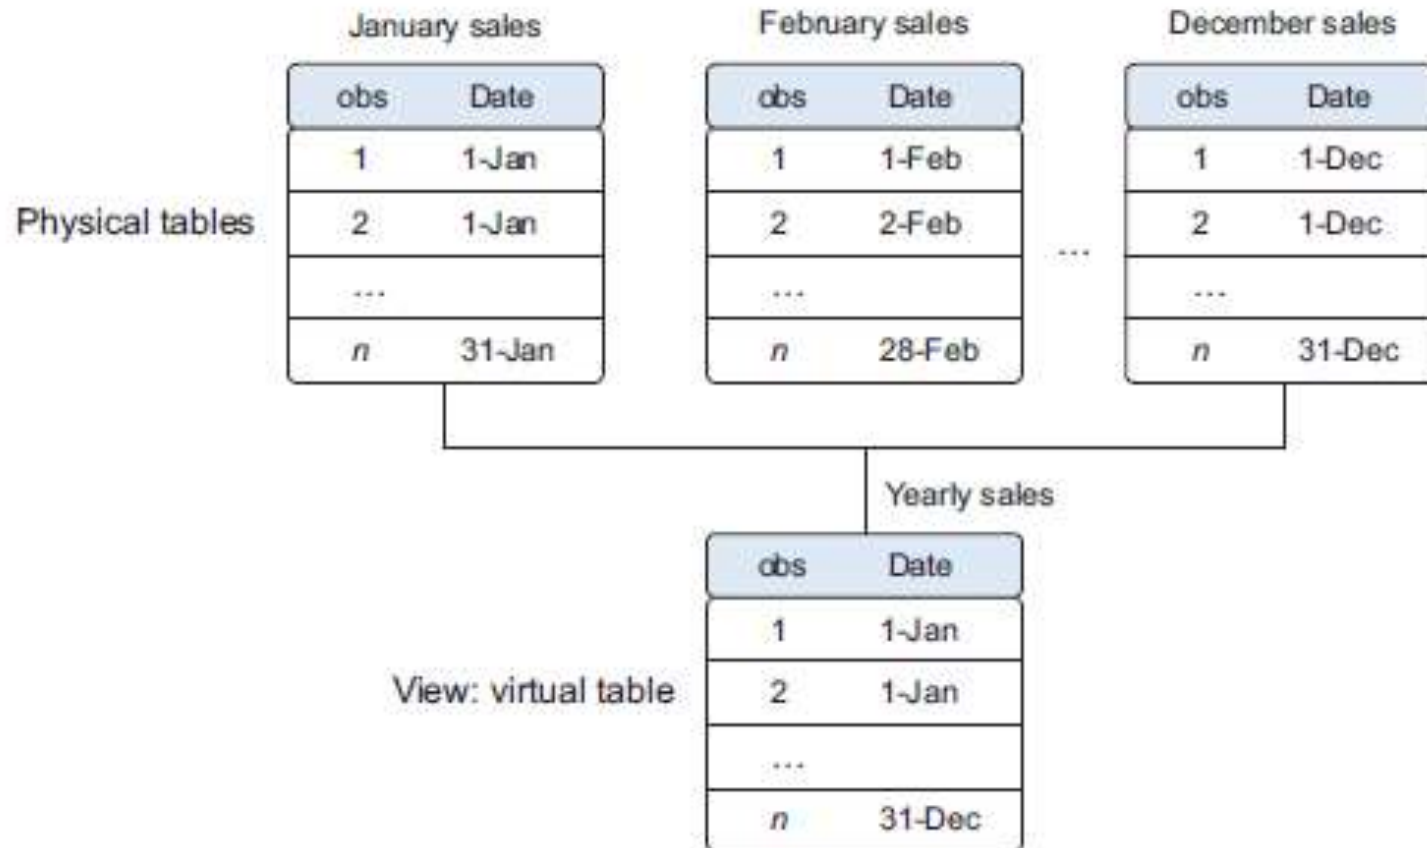 January sales
February sales
December sales
obs Date
obs Date
obs Date
1 1-Jan
1 1-Feb
1 1-Dec
Physical tables
2 1-Jan
2 2-Feb
2 1-Dec
...
...
...
...
n 31-Jan
n 28-Feb
n 31-Dec
Yearly sales
obs Date
1 1-Jan
View: virtual table
2 1-Jan
...
n 31-Dec